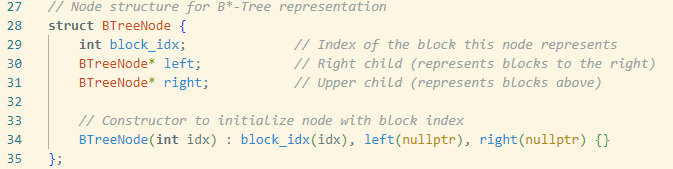 27 // Node structure for B*-Tree representation
28 struct BTreeNode {
29     int block_idx;              // Index of the block this node represents
30     BTreeNode* left;            // Right child (represents blocks to the right)
31     BTreeNode* right;           // Upper child (represents blocks above)
32
33     // Constructor to initialize node with block index
34     BTreeNode(int idx) : block_idx(idx), left(nullptr), right(nullptr) {}
35 };